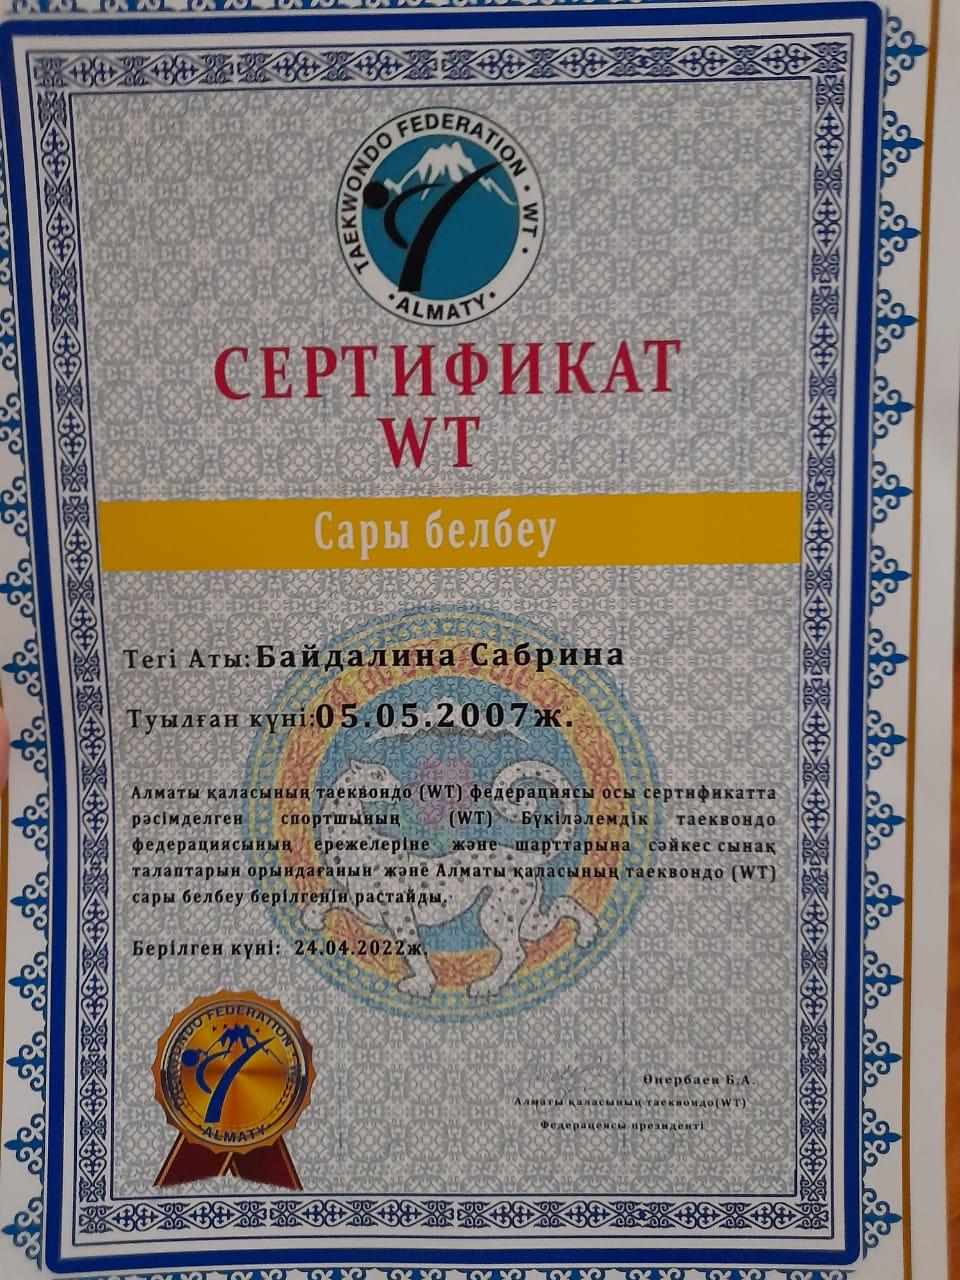 TAEKWONDO FEDERATION • WT •
• ALMATY •
СЕРТИФИКАТ
WT
Сары белбеу
Тегі Аты: Байдалина Сабрина
Туылған күні: 05.05.2007ж.
Алматы қаласының таеквондо (WT) федерациясы осы сертификатта
рәсімделген спортшының (WT) Бүкіләлемдік таеквондо
федерациясының ережелеріне және шарттарына сәйкес сынақ
талаптарын орындағанын және Алматы қаласының таеквондо (WT)
сары белбеу берілгенін растайды.
Берілген күні: 24.04.2022ж.
FEDERATION
• ALMATY •
Өнербаев Б.А.
Алматы қаласының таеквондо(WT)
Федерациясы президенті